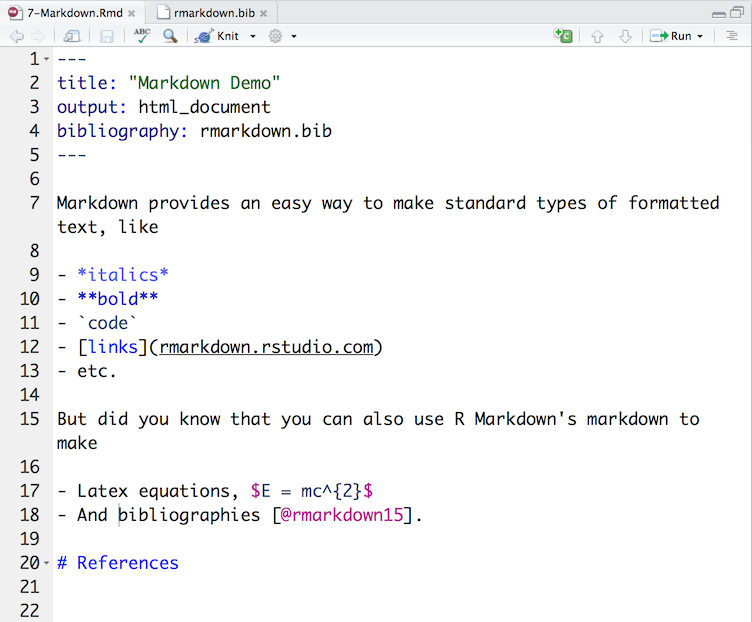 7-Markdown.Rmd rmarkdown.bib
ABC Knit Run
1 ---
2 title: "Markdown Demo"
3 output: html_document
4 bibliography: rmarkdown.bib
5 ---
6
7 Markdown provides an easy way to make standard types of formatted
text, like
8
9 - *italics*
10 - **bold**
11 - `code`
12 - [links](rmarkdown.rstudio.com)
13 - etc.
14
15 But did you know that you can also use R Markdown's markdown to
make
16
17 - Latex equations, $E = mc^{2}$
18 - And bibliographies [@rmarkdown15].
19
20 # References
21
22